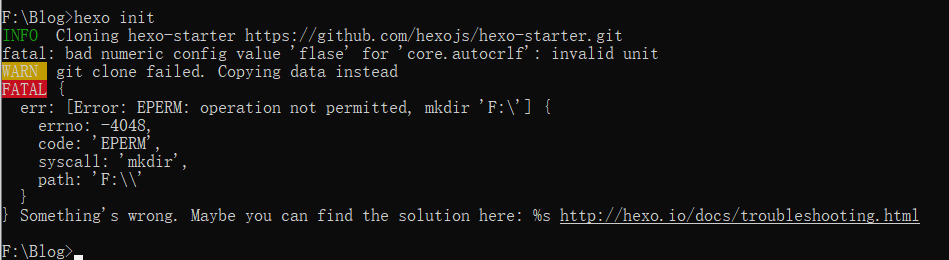 F:\Blog>hexo init
INFO  Cloning hexo-starter https://github.com/hexojs/hexo-starter.git
fatal: bad numeric config value 'flase' for 'core.autocrlf': invalid unit
WARN  git clone failed. Copying data instead
FATAL {
  err: [Error: EPERM: operation not permitted, mkdir 'F:\'] {
    errno: -4048,
    code: 'EPERM',
    syscall: 'mkdir',
    path: 'F:\\'
  }
} Something's wrong. Maybe you can find the solution here: %s http://hexo.io/docs/troubleshooting.html
F:\Blog>